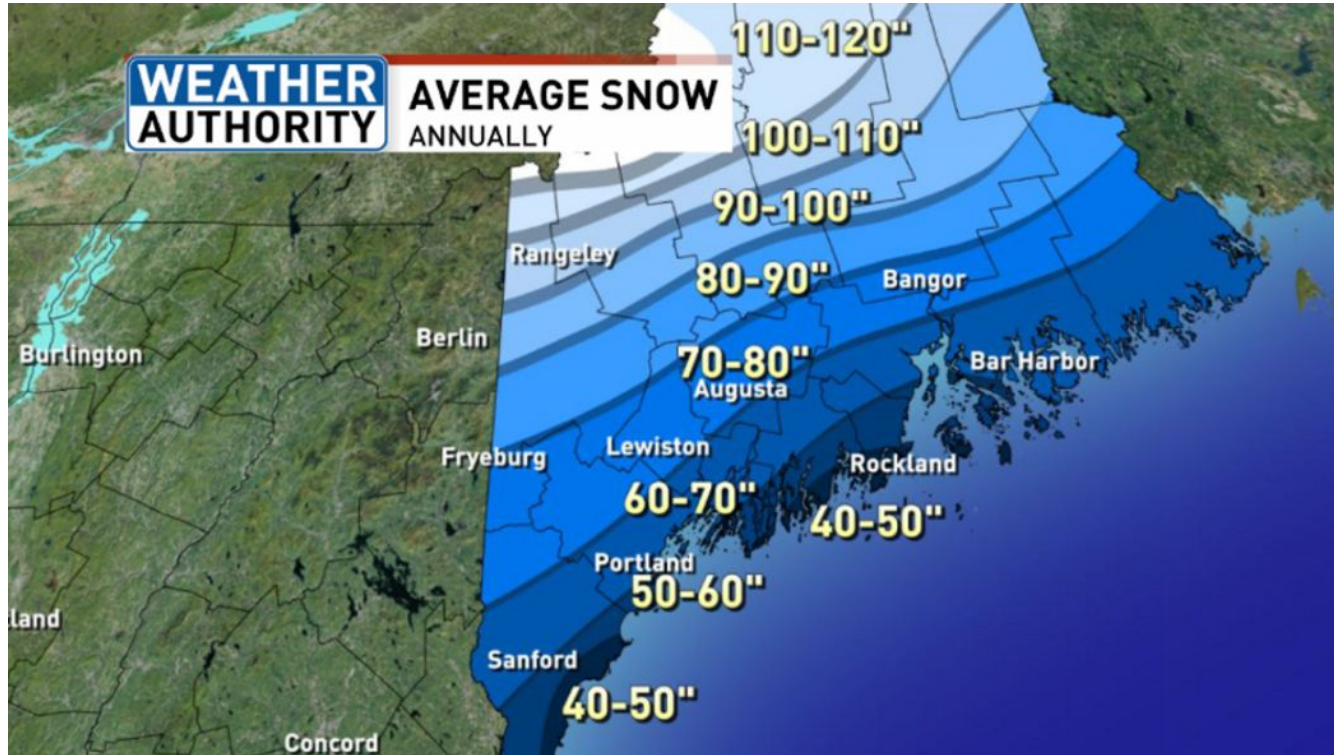 110-120"
WEATHER
AUTHORITY
AVERAGE SNOW
ANNUALLY
100-110"
90-100"
Rangeley
80-90"
Bangor
Berlin
Burlington
70-80"
Bar Harbor
Augusta
Lewiston
Fryeburg
Rockland
60-70"
40-50"
Portland
50-60"
land
Sanford
40-50"
Concord